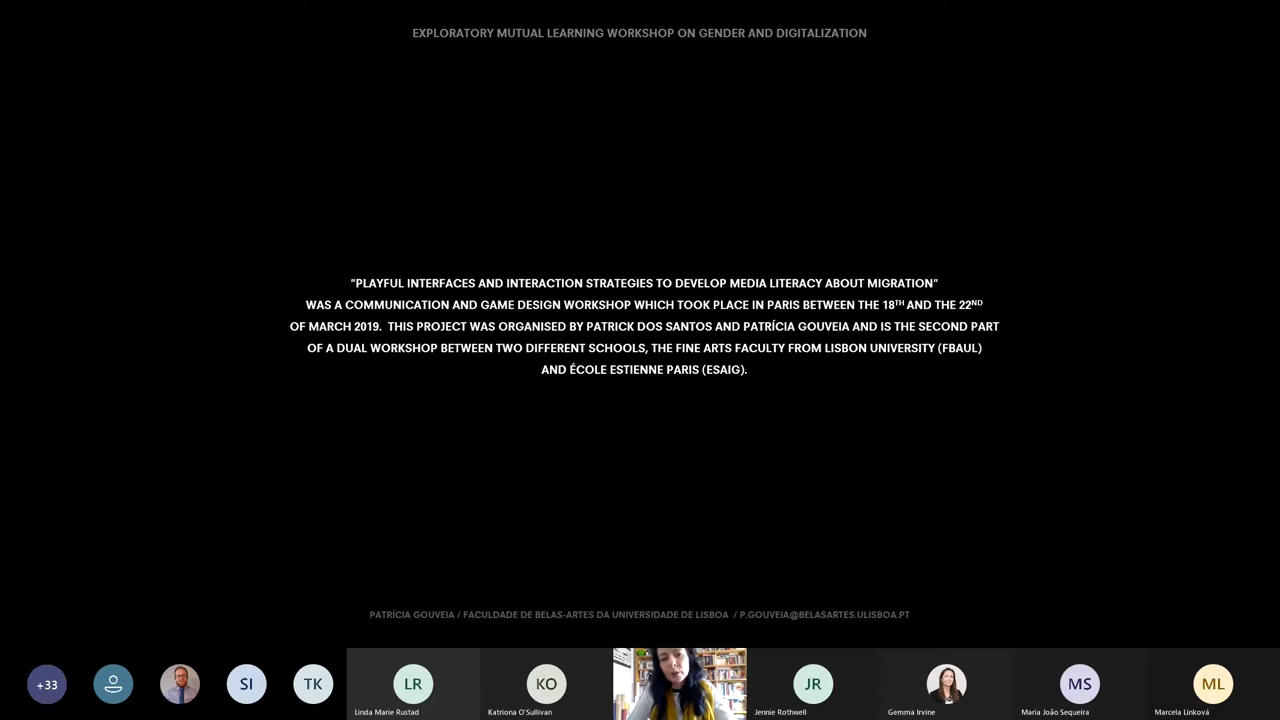 EXPLORATORY MUTUAL LEARNING WORKSHOP ON GENDER AND DIGITALIZATION
"PLAYFUL INTERFACES AND INTERACTION STRATEGIES TO DEVELOP MEDIA LITERACY ABOUT MIGRATION"
WAS A COMMUNICATION AND GAME DESIGN WORKSHOP WHICH TOOK PLACE IN PARIS BETWEEN THE 18TH AND THE 22ND
OF MARCH 2019. THIS PROJECT WAS ORGANISED BY PATRICK DOS SANTOS AND PATRÍCIA GOUVEIA AND IS THE SECOND PART
OF A DUAL WORKSHOP BETWEEN TWO DIFFERENT SCHOOLS, THE FINE ARTS FACULTY FROM LISBON UNIVERSITY (FBAUL)
AND ÉCOLE ESTIENNE PARIS (ESAIG).
PATRÍCIA GOUVEIA / FACULDADE DE BELAS-ARTES DA UNIVERSIDADE DE LISBOA / P.GOUVEIA@BELASARTES.ULISBOA.PT
+33 SI TK LR KO JR MS ML
Linda Marie Rustad Katriona O'Sullivan Jennie Rothwell Gemma Irvine Maria João Sequeira Marcela Linková